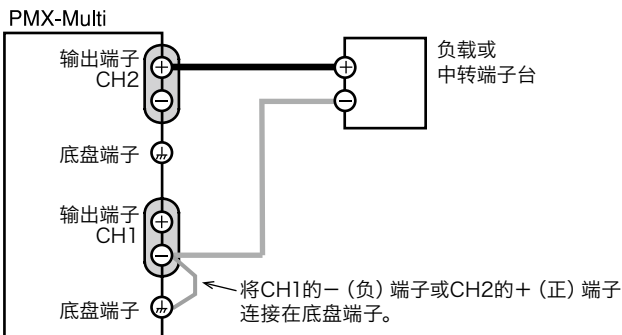 PMX-Multi
输出端子
CH2
+
−
底盘端子
输出端子
CH1
+
−
底盘端子
+
−
负载或
中转端子台
将CH1的－（负）端子或CH2的＋（正）端子
连接在底盘端子。